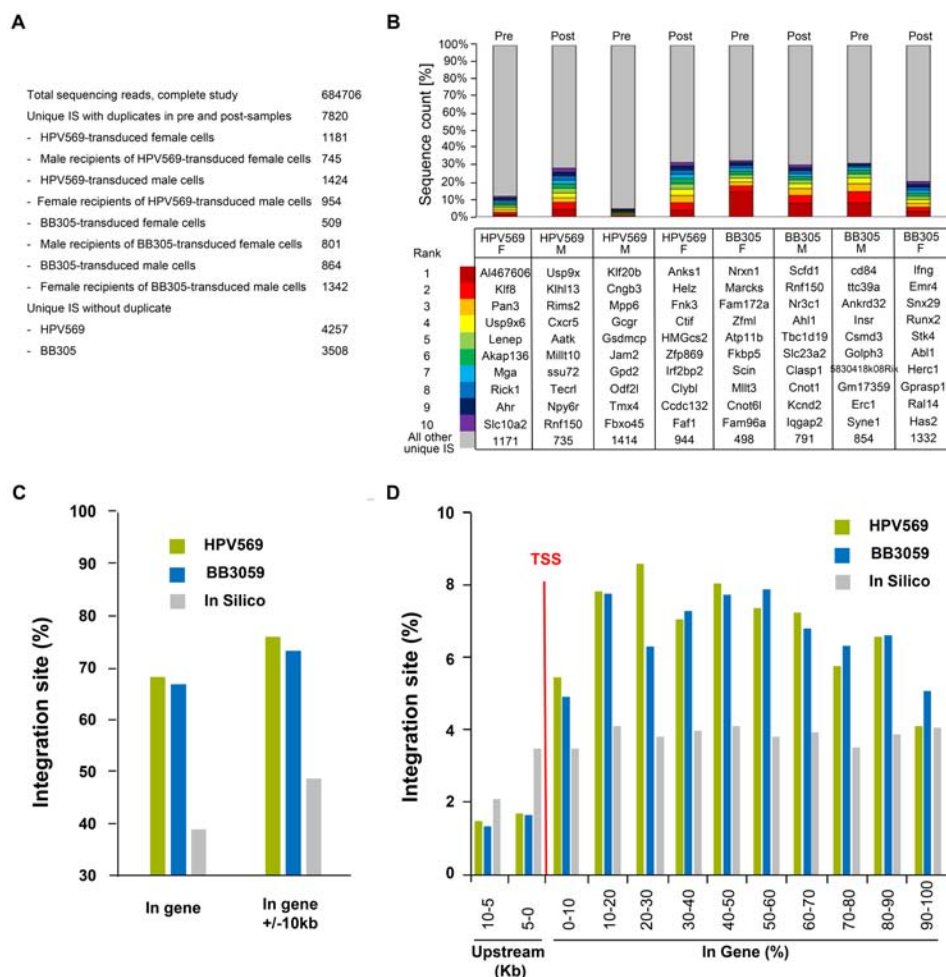 A
Total sequencing reads, complete study 684706
Unique IS with duplicates in pre and post-samples 7820
- HPV569-transduced female cells 1181
- Male recipients of HPV569-transduced female cells 745
- HPV569-transduced male cells 1424
- Female recipients of HPV569-transduced male cells 954
- BB305-transduced female cells 509
- Male recipients of BB305-transduced female cells 801
- BB305-transduced male cells 864
- Female recipients of BB305-transduced male cells 1342
Unique IS without duplicate
- HPV569 4257
- BB305 3508
B
Pre Post Pre Post Pre Post Pre Post
Sequence count [%]
100%
90%
80%
70%
60%
50%
40%
30%
20%
10%
0%
Rank
HPV569 HPV569 HPV569 HPV569 BB305 BB305 BB305 BB305
F M M F F M M F
1 AI467606 Usp9x Klf20b Anks1 Nrxn1 Scfd1 cd84 Ifng
2 Klf8 Klhl13 Cngb3 Helz Marcks Rnf150 ttc39a Emr4
3 Pan3 Rims2 Mpp6 Fnk3 Fam172a Nr3c1 Ankrd32 Snx29
4 Usp9x6 Cxcr5 Gcgr Ctif Zfml Ahl1 Insr Runx2
5 Lenep Aatk Gsdmcp HMGcs2 Atp11b Tbc1d19 Csmd3 Stk4
6 Akap136 Millt10 Jam2 Zfp869 Fkbp5 Slc23a2 Golph3 Abl1
7 Mga ssu72 Gpd2 Irf2bp2 Scin Clasp1 5830418k08Rik Herc1
8 Rick1 Tecrl Odf2l Clybl Mllt3 Cnot1 Gm17359 Gprasp1
9 Ahr Npy6r Tmx4 Ccdc132 Cnot6l Kcnd2 Erc1 Ral14
10 Slc10a2 Rnf150 Fbxo45 Faf1 Fam96a Iqgap2 Syne1 Has2
All other unique IS 1171 735 1414 944 498 791 854 1332
C
Integration site (%)
100
90
80
70
60
50
40
30
HPV569
BB3059
In Silico
In gene
In gene
+/-10kb
D
Integration site (%)
10
8
6
4
2
0
TSS
HPV569
BB3059
In Silico
10-5 5-0 0-10 10-20 20-30 30-40 40-50 50-60 60-70 70-80 80-90 90-100
Upstream In Gene (%)
(Kb)